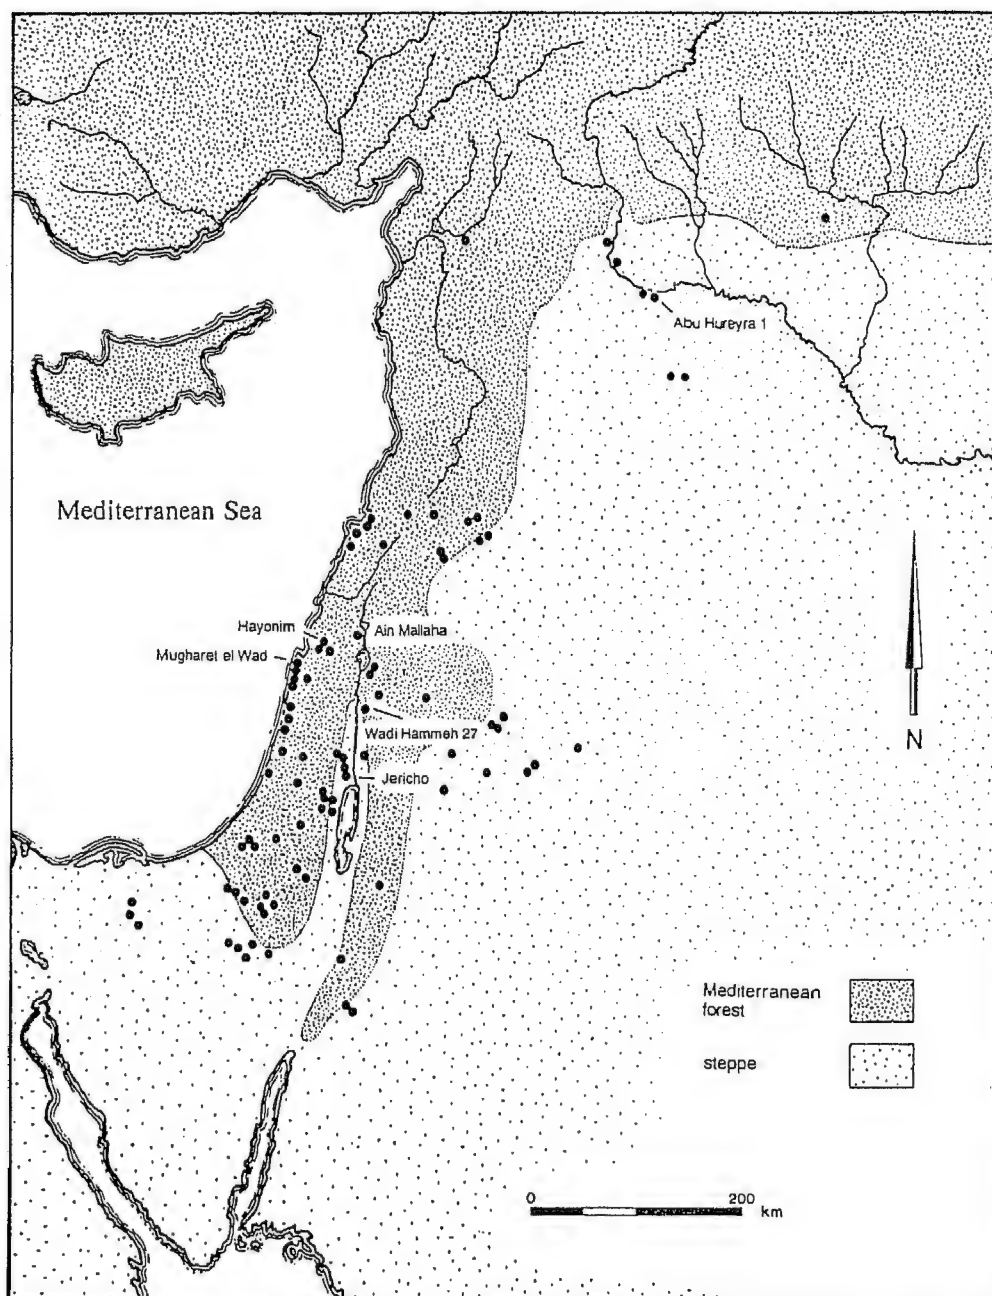 Abu Hureyra 1
Mediterranean Sea
Hayonim
Ain Mallaha
Mugharet el Wad
Wadi Hammeh 27
Jericho
N
Mediterranean
forest
steppe
0 200
km